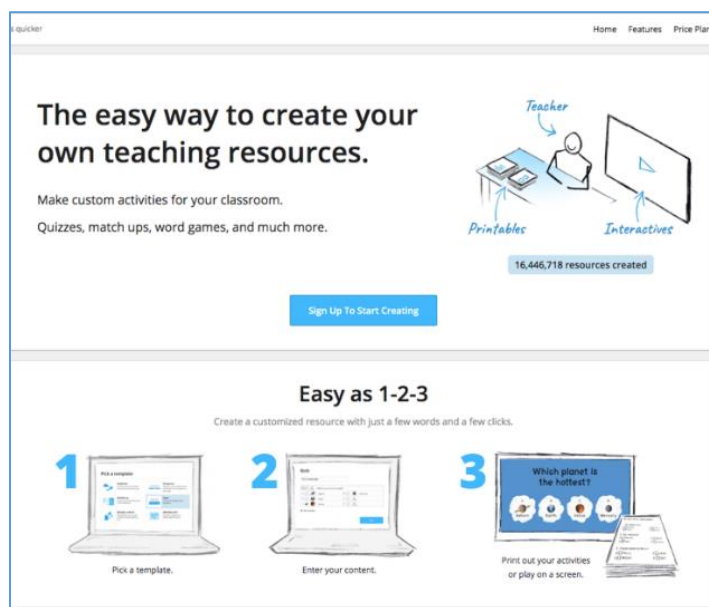 s quicker
Home Features Price Plan
The easy way to create your
own teaching resources.
Make custom activities for your classroom.
Quizzes, match ups, word games, and much more.
Teacher
Printables
Interactives
16,446,718 resources created
Sign Up To Start Creating
Easy as 1-2-3
Create a customized resource with just a few words and a few clicks.
1
Pick a template
Pick a template.
2
Quiz
Enter your content.
3
Which planet is
the hottest?
Print out your activities
or play on a screen.